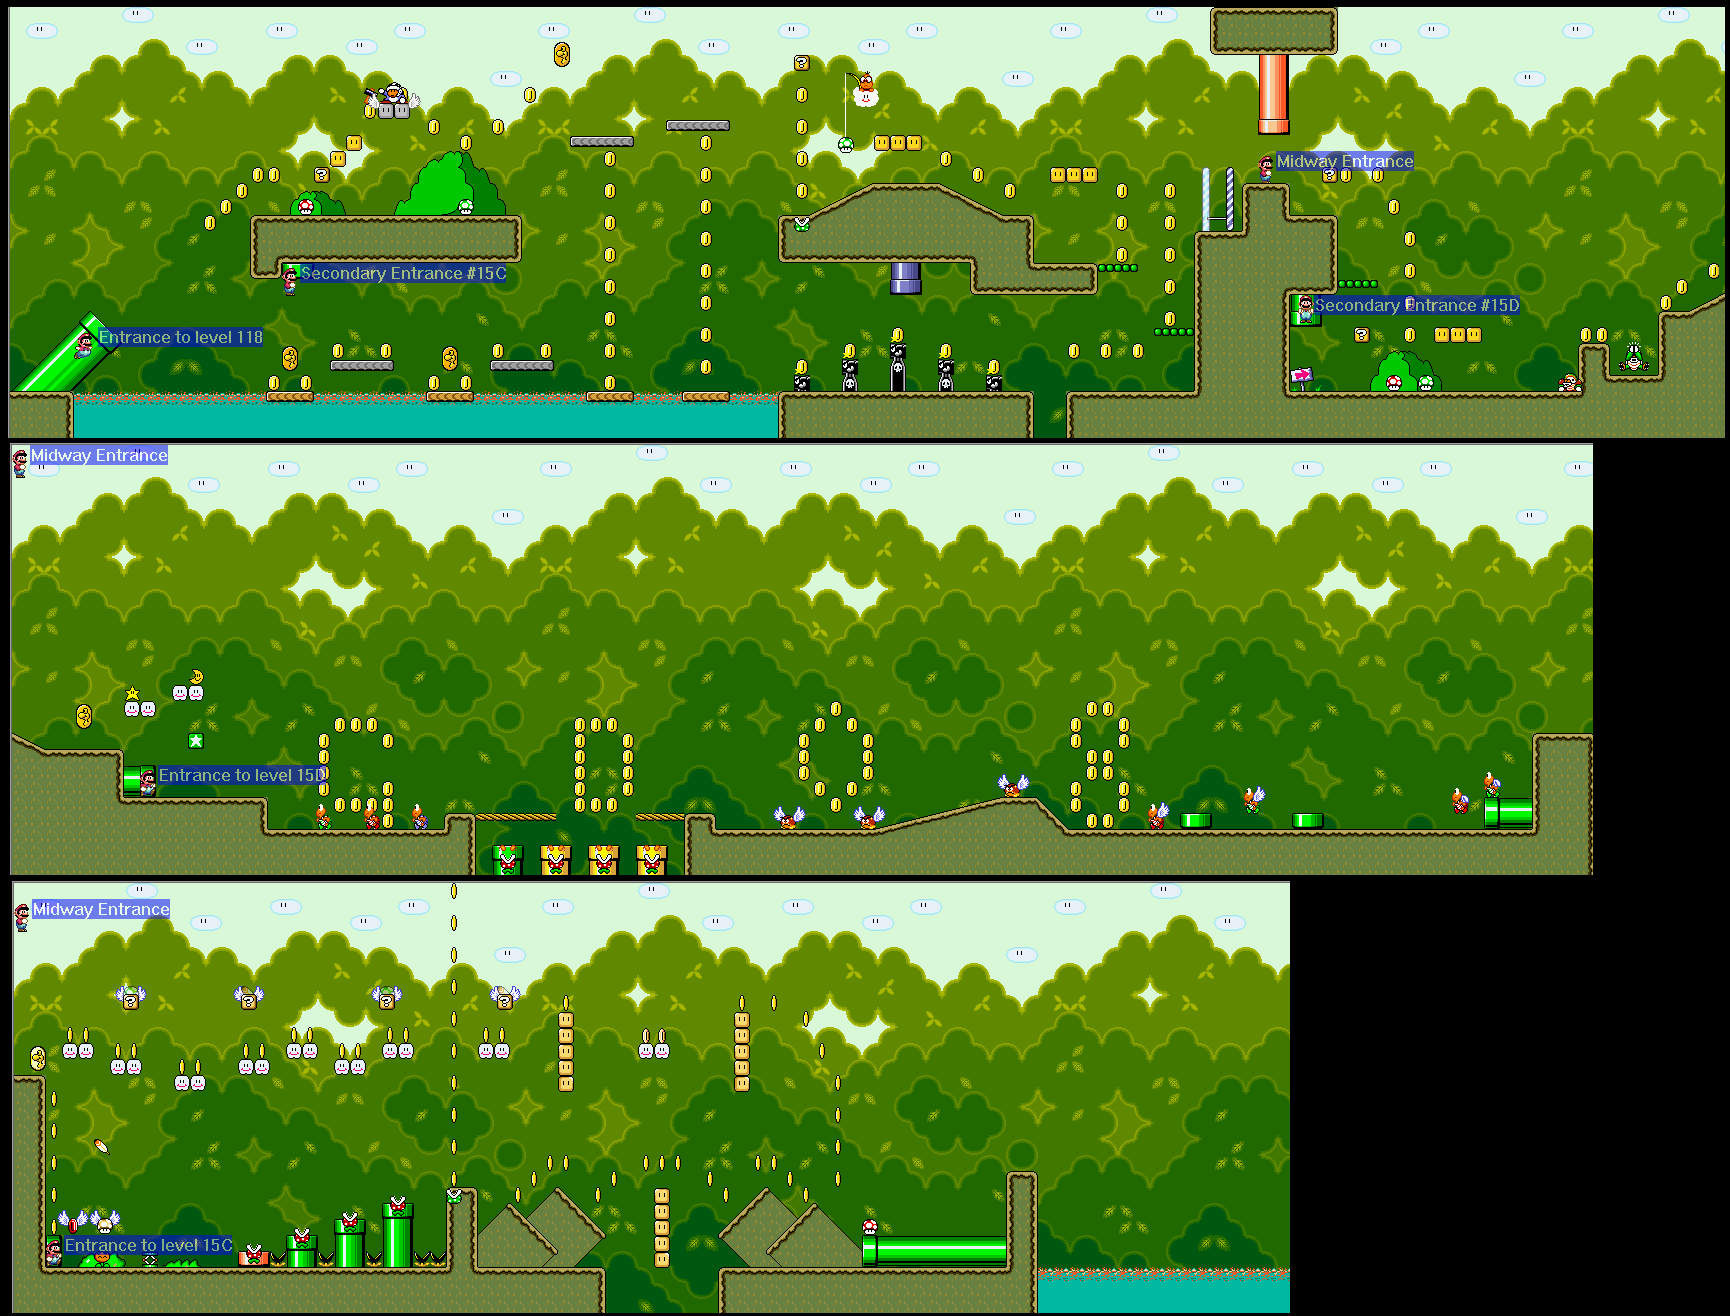 Midway Entrance
Secondary Entrance #15C
Secondary Entrance #15D
Entrance to level 118
Midway Entrance
Entrance to level 15D
Midway Entrance
Entrance to level 15C